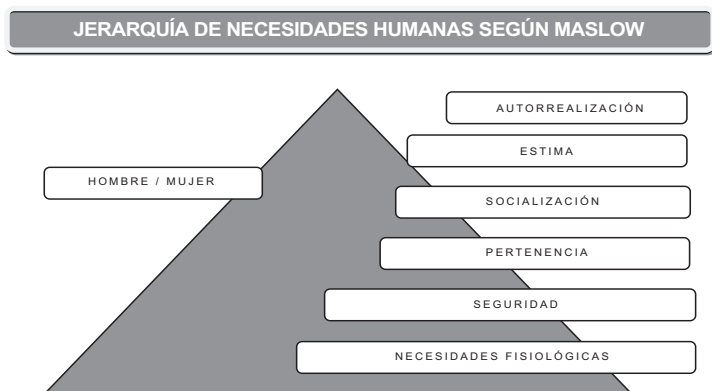 JERARQUÍA DE NECESIDADES HUMANAS SEGÚN MASLOW
AUTORREALIZACIÓN
ESTIMA
HOMBRE / MUJER
SOCIALIZACIÓN
PERTENENCIA
SEGURIDAD
NECESIDADES FISIOLÓGICAS